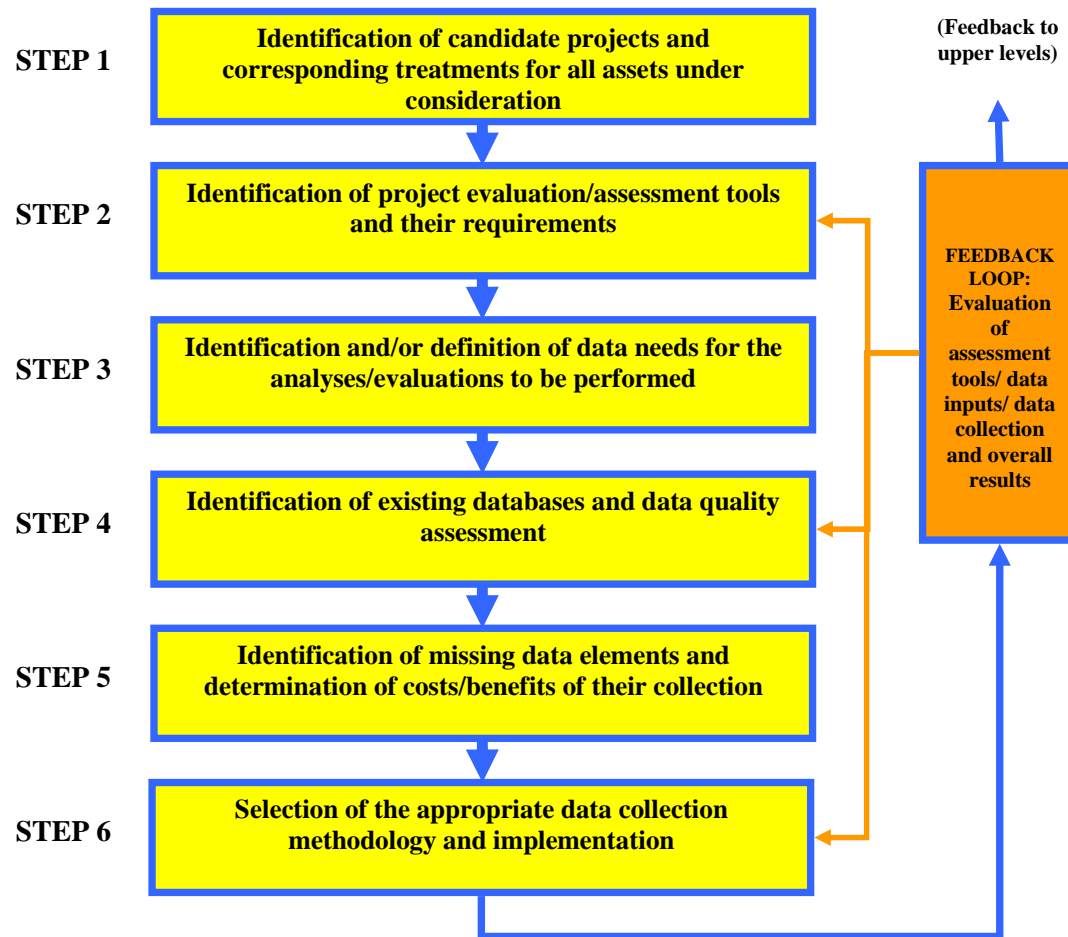 STEP 1
Identification of candidate projects and
corresponding treatments for all assets under
consideration
STEP 2
Identification of project evaluation/assessment tools
and their requirements
STEP 3
Identification and/or definition of data needs for the
analyses/evaluations to be performed
STEP 4
Identification of existing databases and data quality
assessment
STEP 5
Identification of missing data elements and
determination of costs/benefits of their collection
STEP 6
Selection of the appropriate data collection
methodology and implementation
(Feedback to
upper levels)
FEEDBACK
LOOP:
Evaluation
of
assessment
tools/ data
inputs/ data
collection
and overall
results